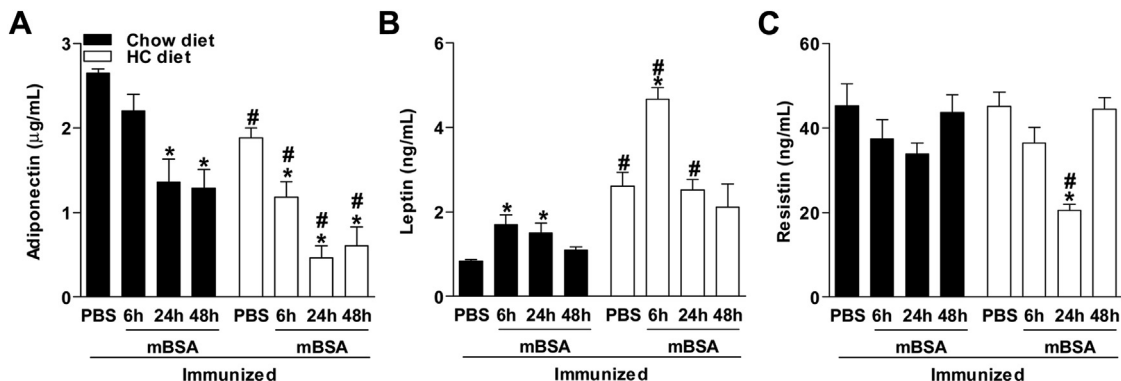 A
Chow diet
HC diet
Adiponectin (µg/mL)
3
2
1
0
#
#
#
#
* * * * *
PBS 6h 24h 48h PBS 6h 24h 48h
mBSA mBSA
Immunized
B
Leptin (ng/mL)
6
4
2
0
#
* * # * #
PBS 6h 24h 48h PBS 6h 24h 48h
mBSA mBSA
Immunized
C
Resistin (ng/mL)
60
40
20
0
#
*
PBS 6h 24h 48h PBS 6h 24h 48h
mBSA mBSA
Immunized